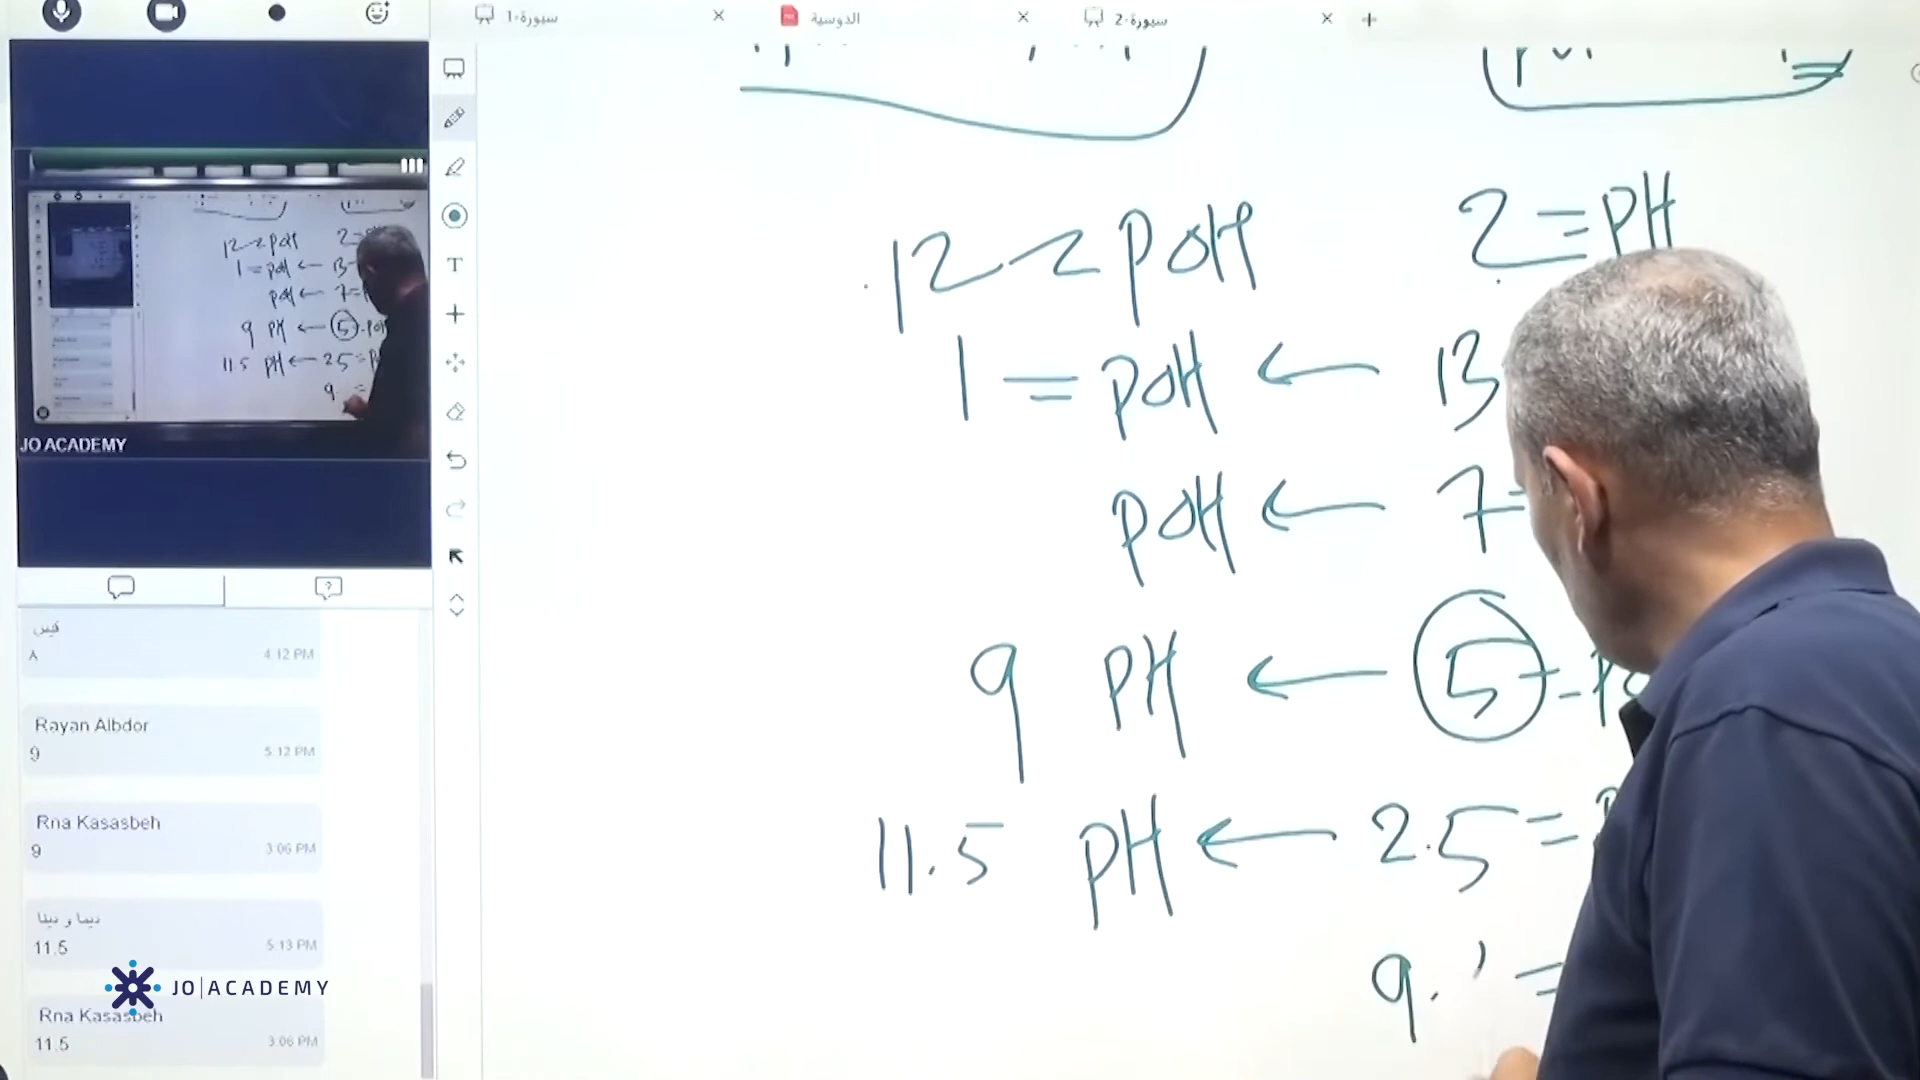 سبورة-1
الدوسية
سبورة-2
12 = pOH
2 = PH
1 = pOH ← 13
pOH ← 7 =
9 PH ← 5 = PO
11.5 PH ← 2.5 =
9. =
JO ACADEMY
قيس
٨
4:12 PM
Rayan Albdor
9
5:12 PM
Rna Kasasbeh
9
3:06 PM
ديما و دينا
11.5
5:13 PM
JO ACADEMY
Rna Kasasbeh
11.5
3:06 PM